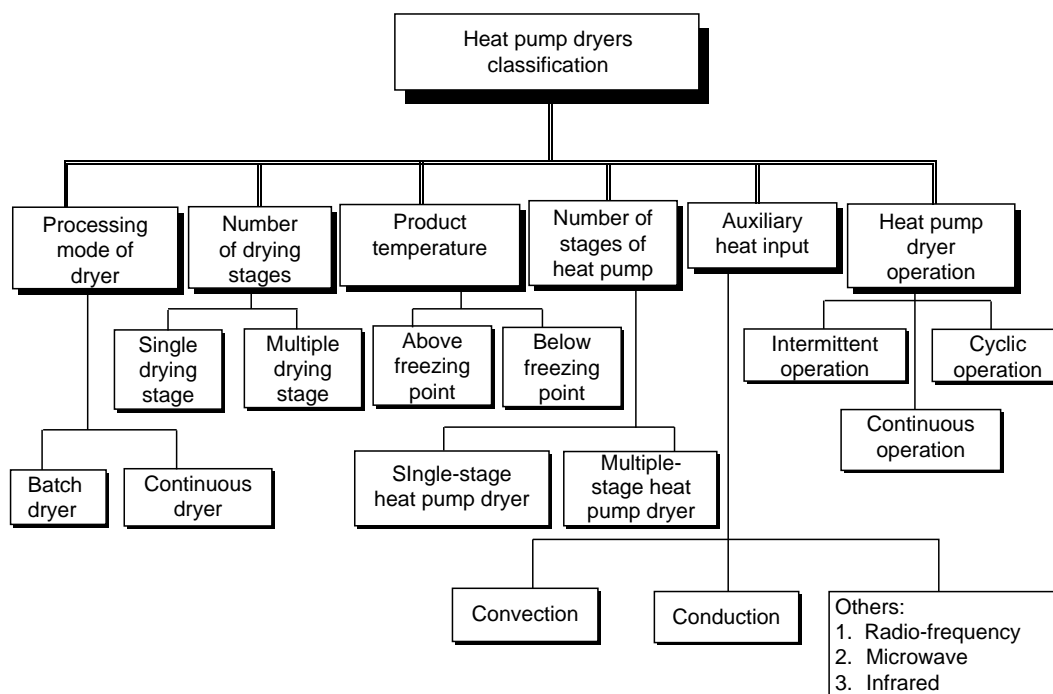 Heat pump dryers
classification
Processing
mode of
dryer
Number
of drying
stages
Product
temperature
Number of
stages of
heat pump
Auxiliary
heat input
Heat pump
dryer
operation
Single
drying
stage
Multiple
drying
stage
Above
freezing
point
Below
freezing
point
Intermittent
operation
Cyclic
operation
Continuous
operation
Batch
dryer
Continuous
dryer
SIngle-stage
heat pump dryer
Multiple-
stage heat
pump dryer
Convection
Conduction
Others:
1. Radio-frequency
2. Microwave
3. Infrared